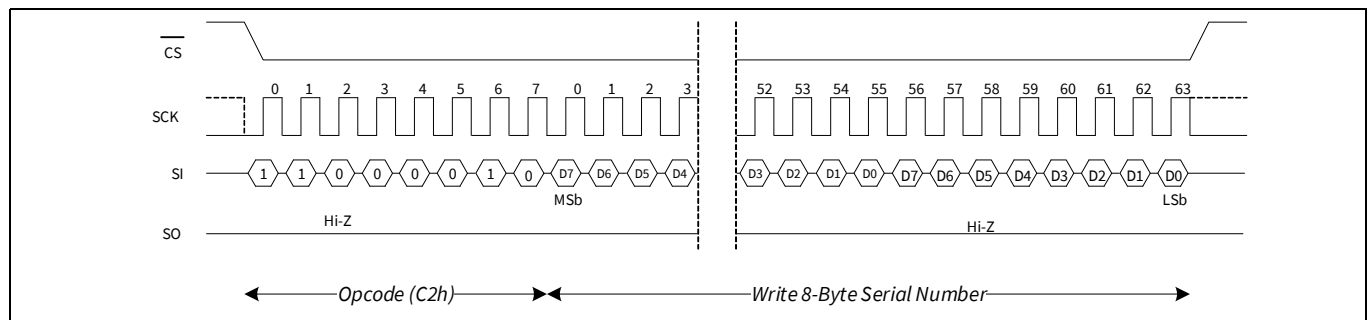 CS
0 1 2 3 4 5 6 7 0 1 2 3 52 53 54 55 56 57 58 59 60 61 62 63
SCK
SI 1 1 0 0 0 0 1 0 D7 D6 D5 D4 D3 D2 D1 D0 D7 D6 D5 D4 D3 D2 D1 D0
MSb LSb
Hi-Z Hi-Z
SO
Opcode (C2h) Write 8-Byte Serial Number